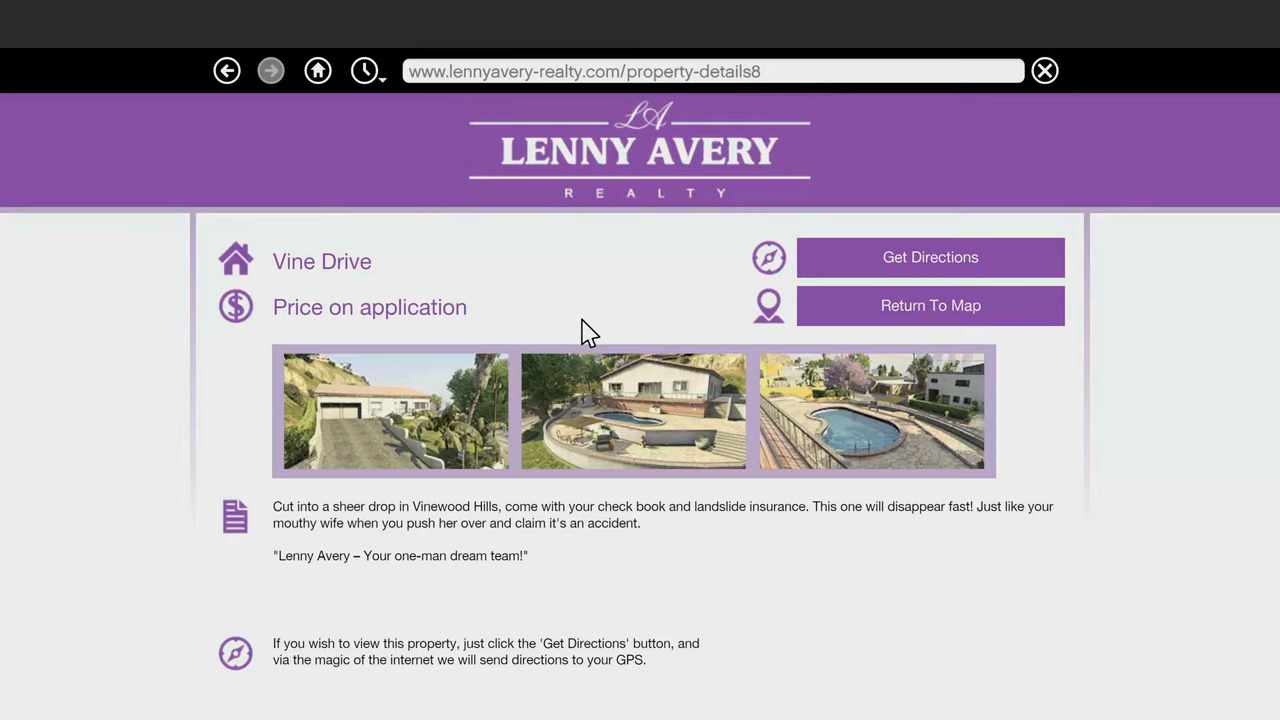 www.lennyavery-realty.com/property-details8
LA
LENNY AVERY
REALTY
Vine Drive
Get Directions
Price on application
Return To Map
Cut into a sheer drop in Vinewood Hills, come with your check book and landslide insurance. This one will disappear fast! Just like your
mouthy wife when you push her over and claim it's an accident.
"Lenny Avery – Your one-man dream team!"
If you wish to view this property, just click the 'Get Directions' button, and
via the magic of the internet we will send directions to your GPS.